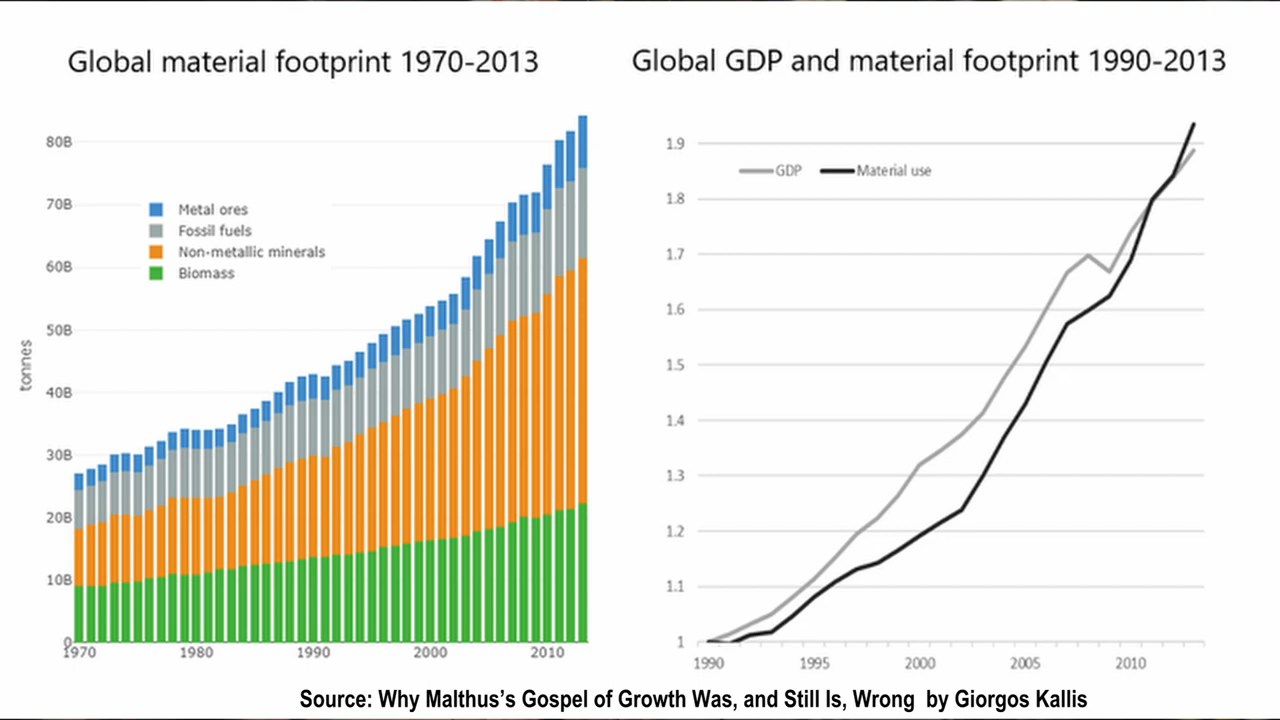 Global material footprint 1970-2013
80B
70B
60B
50B
40B
30B
20B
10B
0
tonnes
Metal ores
Fossil fuels
Non-metallic minerals
Biomass
1970 1980 1990 2000 2010
Global GDP and material footprint 1990-2013
1.9
1.8
1.7
1.6
1.5
1.4
1.3
1.2
1.1
1
GDP Material use
1990 1995 2000 2005 2010
Source: Why Malthus's Gospel of Growth Was, and Still Is, Wrong by Giorgos Kallis